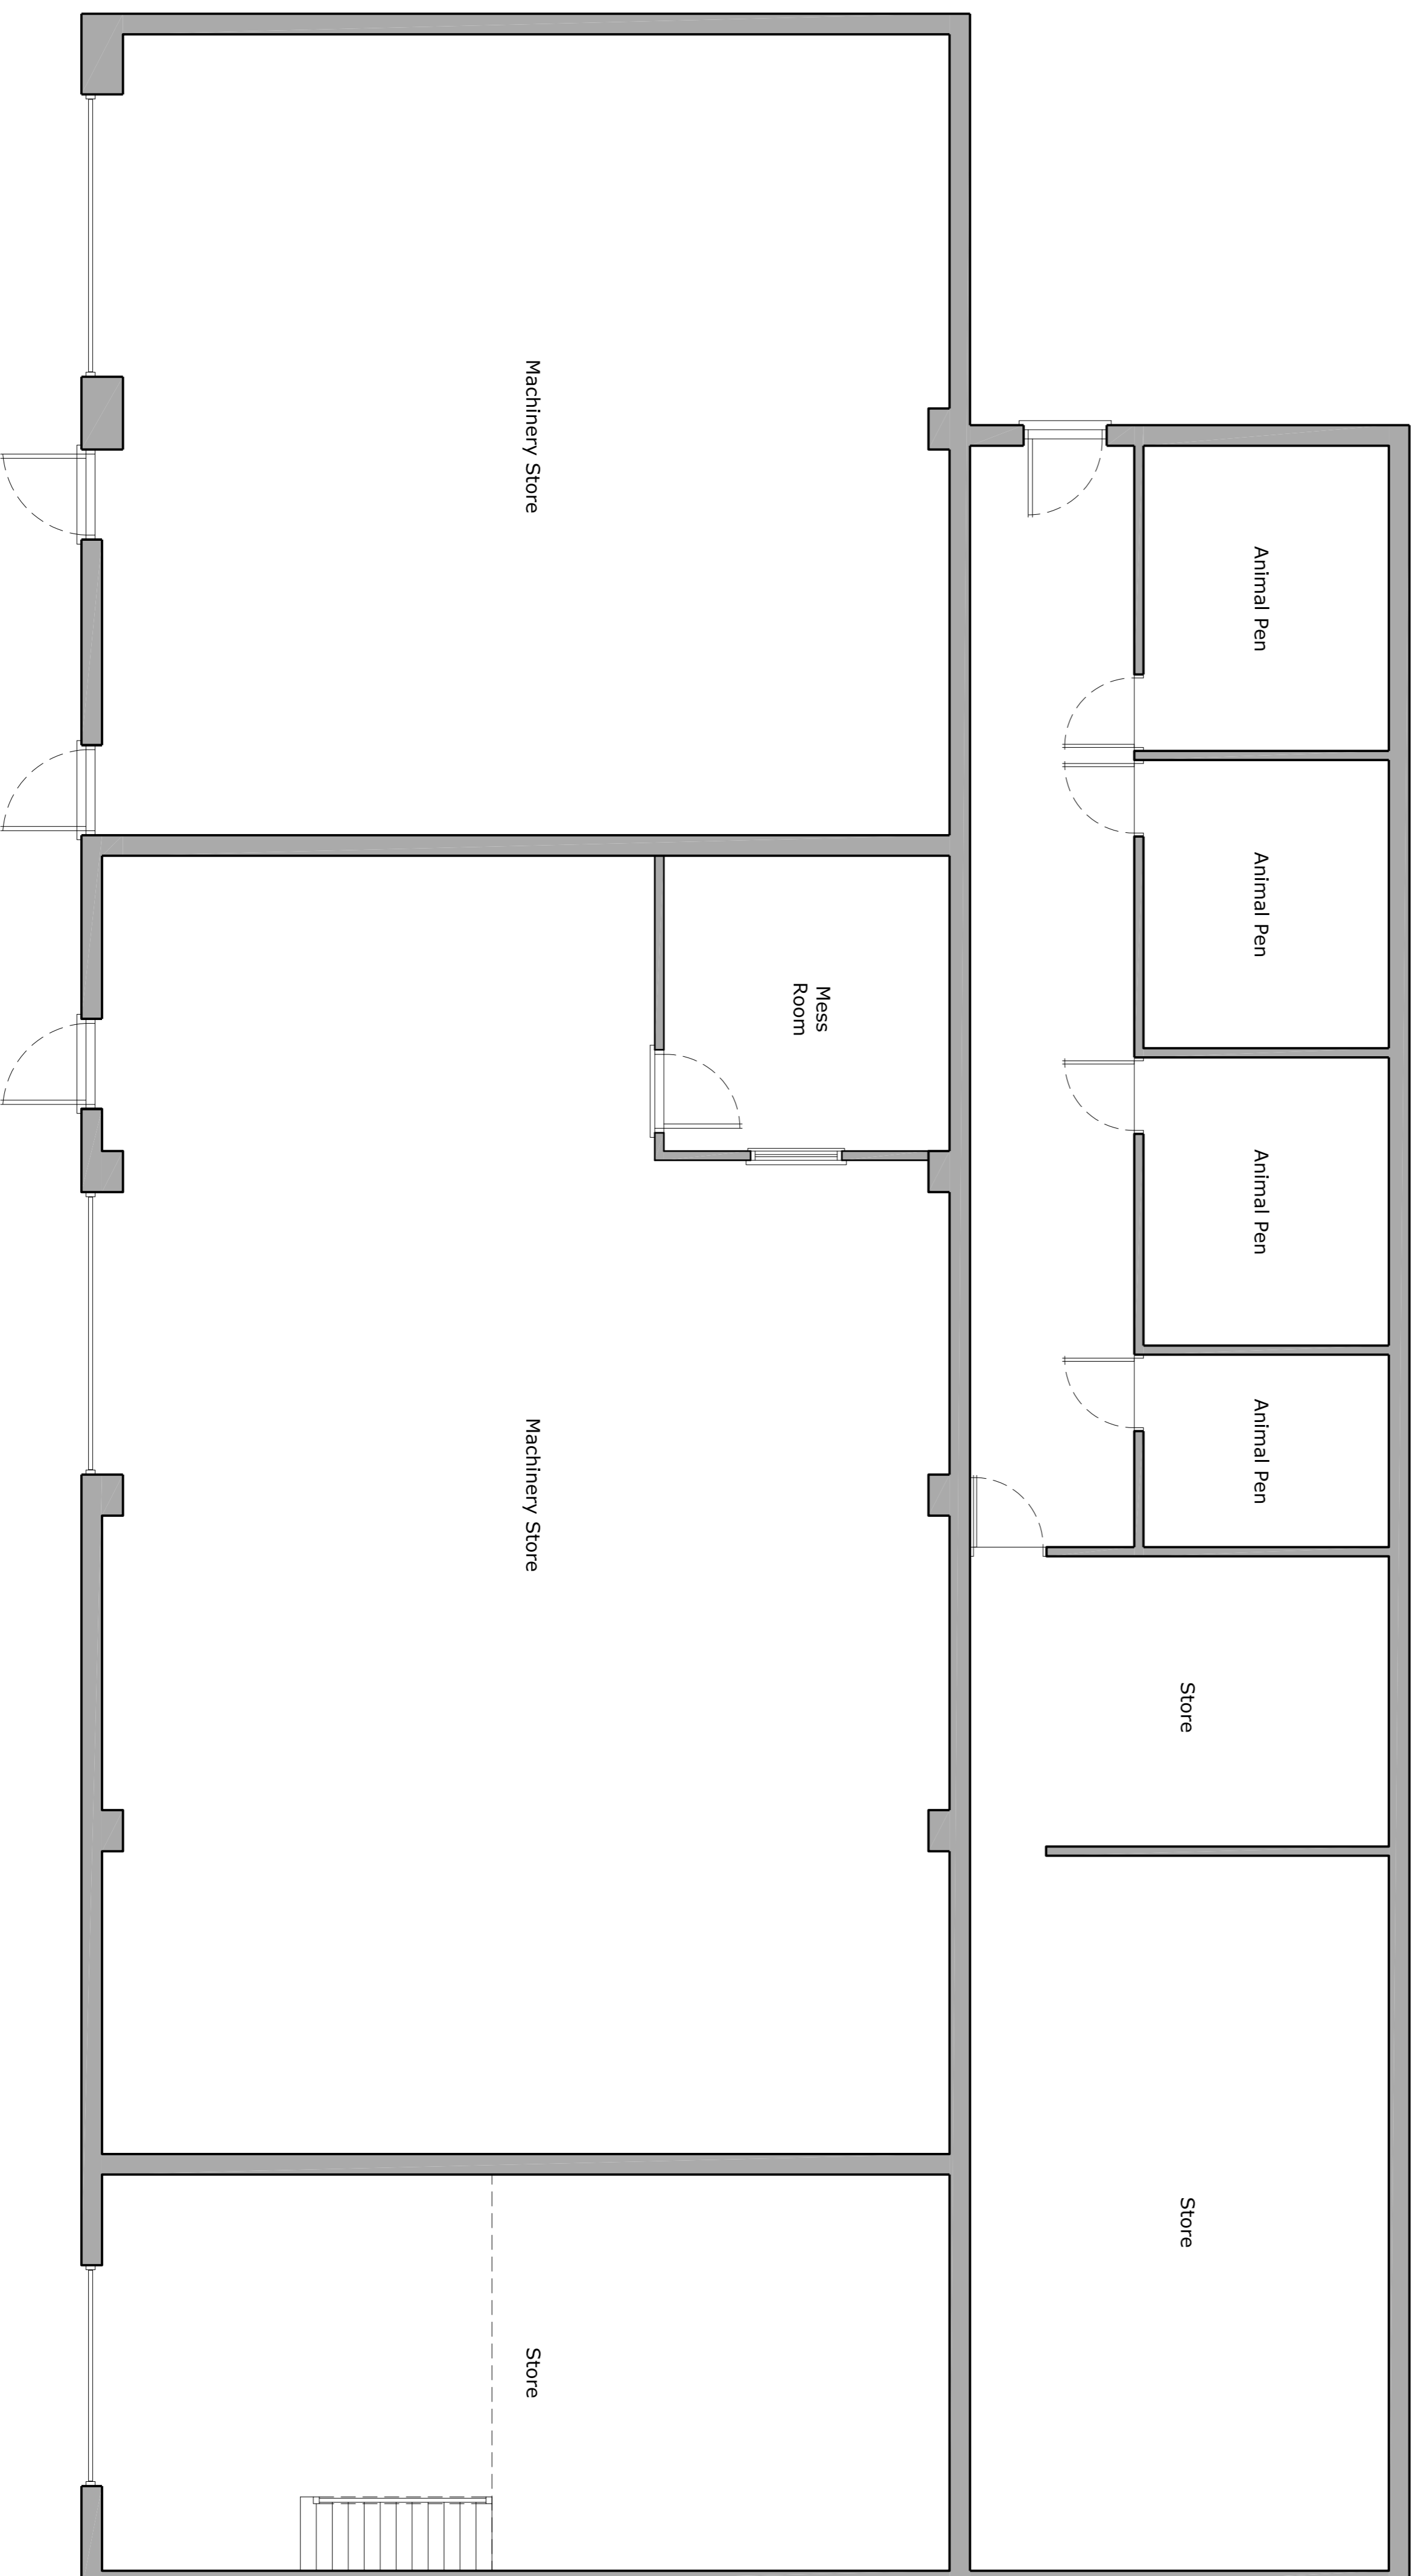 Animal Pen
Animal Pen
Animal Pen
Animal Pen
Store
Store
Mess
Room
Machinery Store
Machinery Store
Store